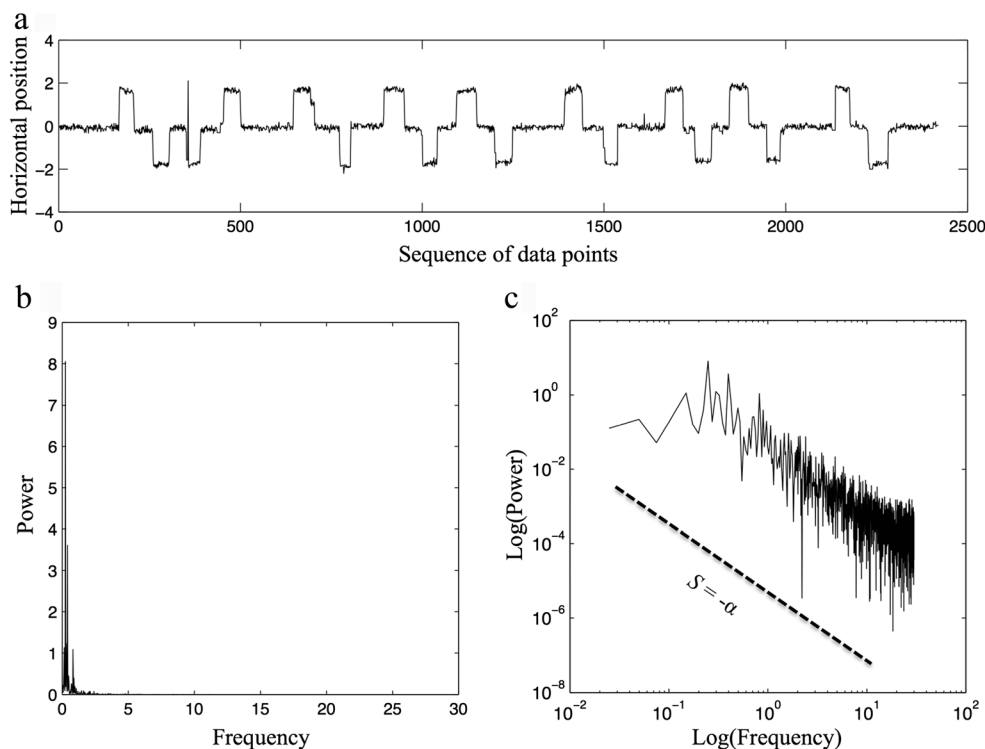 a
Horizontal position
4
2
0
−2
−4
0 500 1000 1500 2000 2500
Sequence of data points
b
Power
9
8
7
6
5
4
3
2
1
0
0 5 10 15 20 25 30
Frequency
c
Log(Power)
10^2
10^0
10^−2
10^−4
10^−6
10^−8
S = -α
10^−2 10^−1 10^0 10^1 10^2
Log(Frequency)